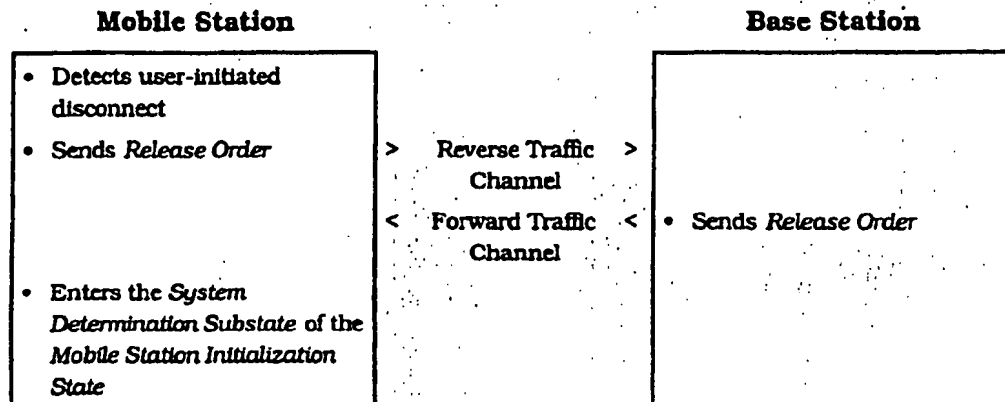 Mobile Station
Base Station
• Detects user-initiated
disconnect
• Sends Release Order
> Reverse Traffic >
Channel
< Forward Traffic <
Channel
• Sends Release Order
• Enters the System
Determination Substate of the
Mobile Station Initialization
State